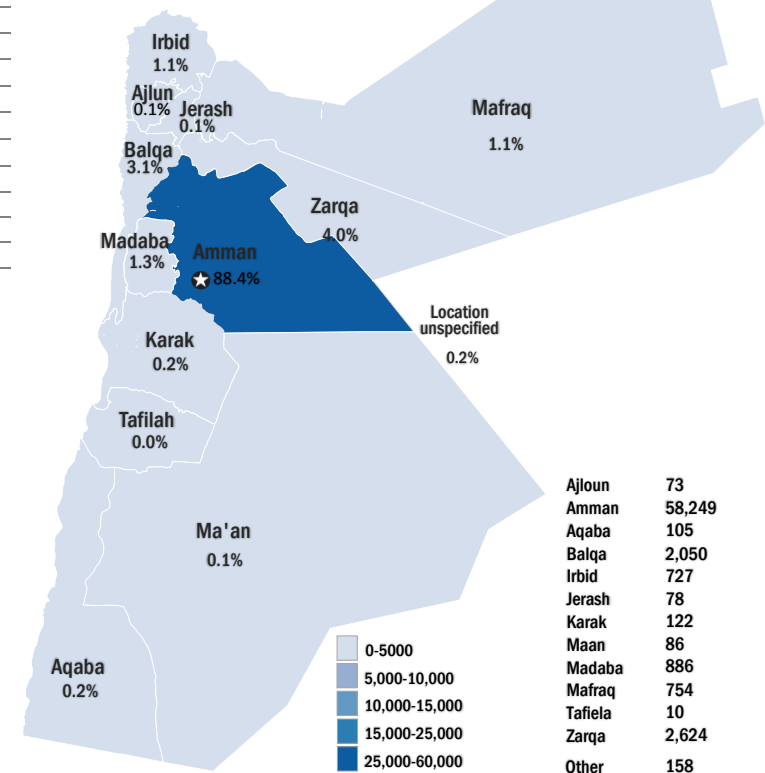 Irbid
1.1%
Ajlun
0.1%
Jerash
0.1%
Mafraq
1.1%
Balqa
3.1%
Zarqa
4.0%
Madaba
1.3%
Amman
88.4%
Location
unspecified
0.2%
Karak
0.2%
Tafilah
0.0%
Ma'an
0.1%
Aqaba
0.2%
0-5000
5,000-10,000
10,000-15,000
15,000-25,000
25,000-60,000
Ajloun 73
Amman 58,249
Aqaba 105
Balqa 2,050
Irbid 727
Jerash 78
Karak 122
Maan 86
Madaba 886
Mafraq 754
Tafiela 10
Zarqa 2,624
Other 158